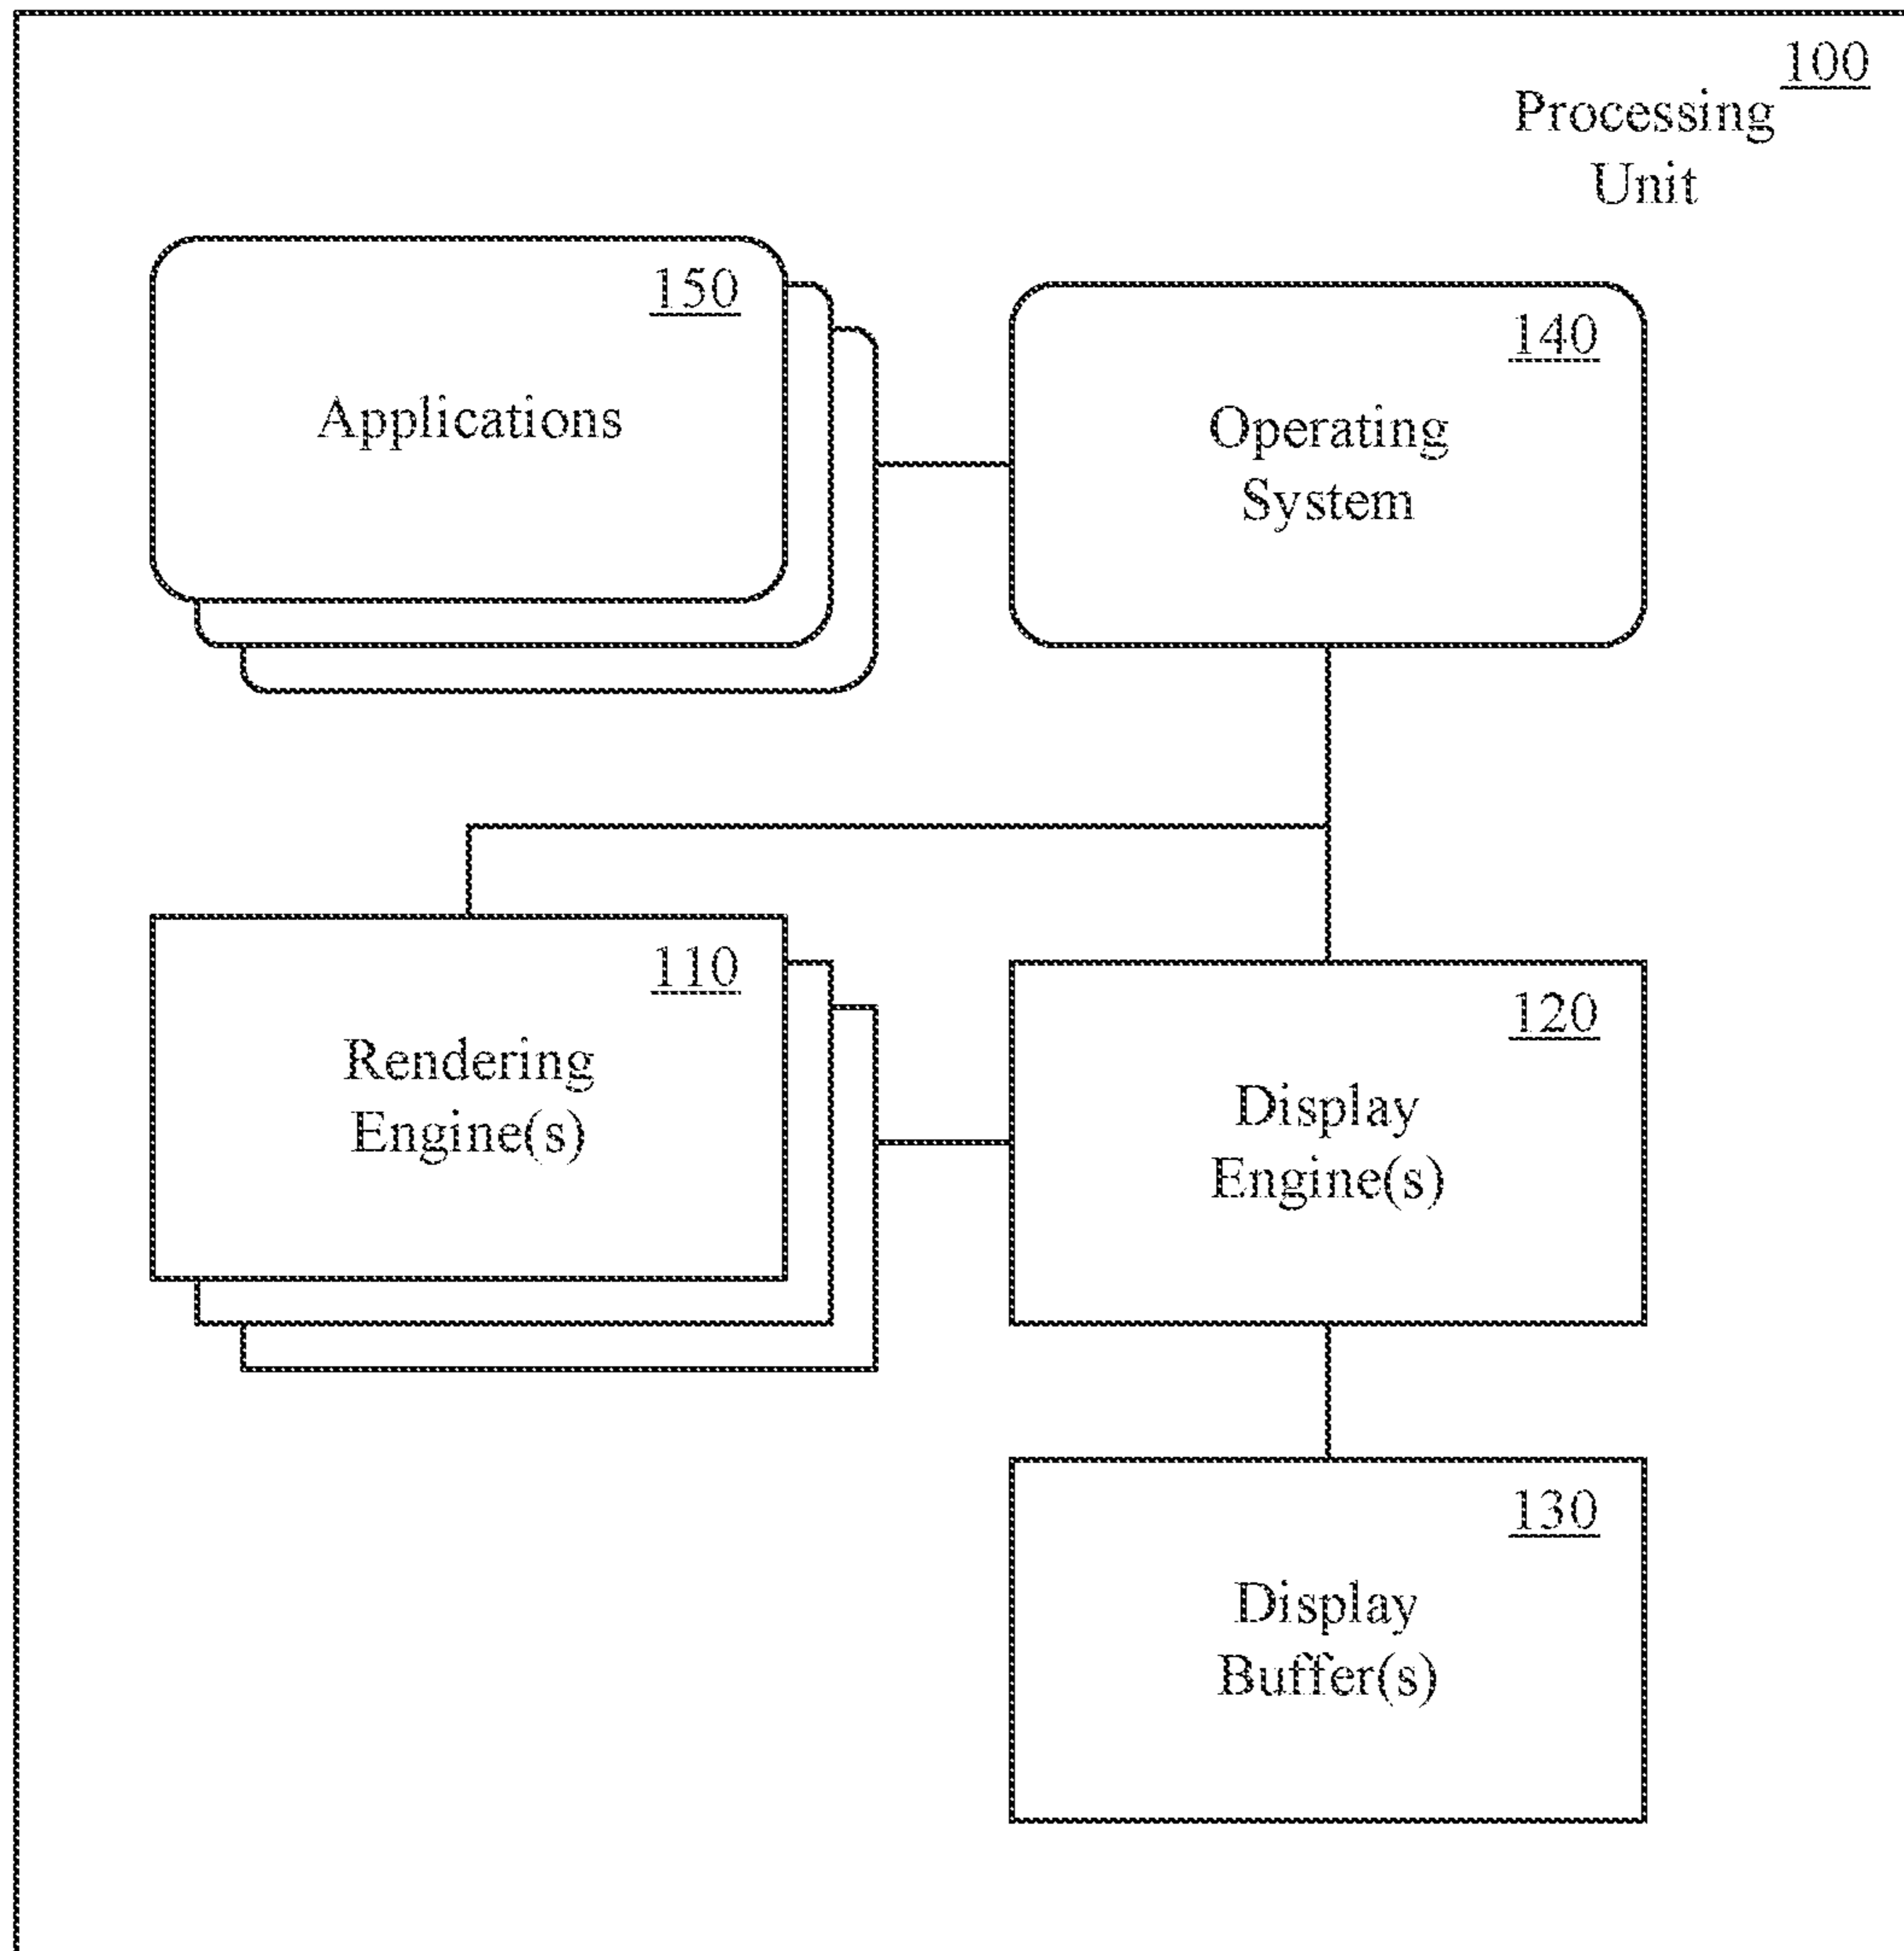 100
Processing
Unit
150
Applications
140
Operating
System
110
Rendering
Engine(s)
120
Display
Engine(s)
130
Display
Buffer(s)